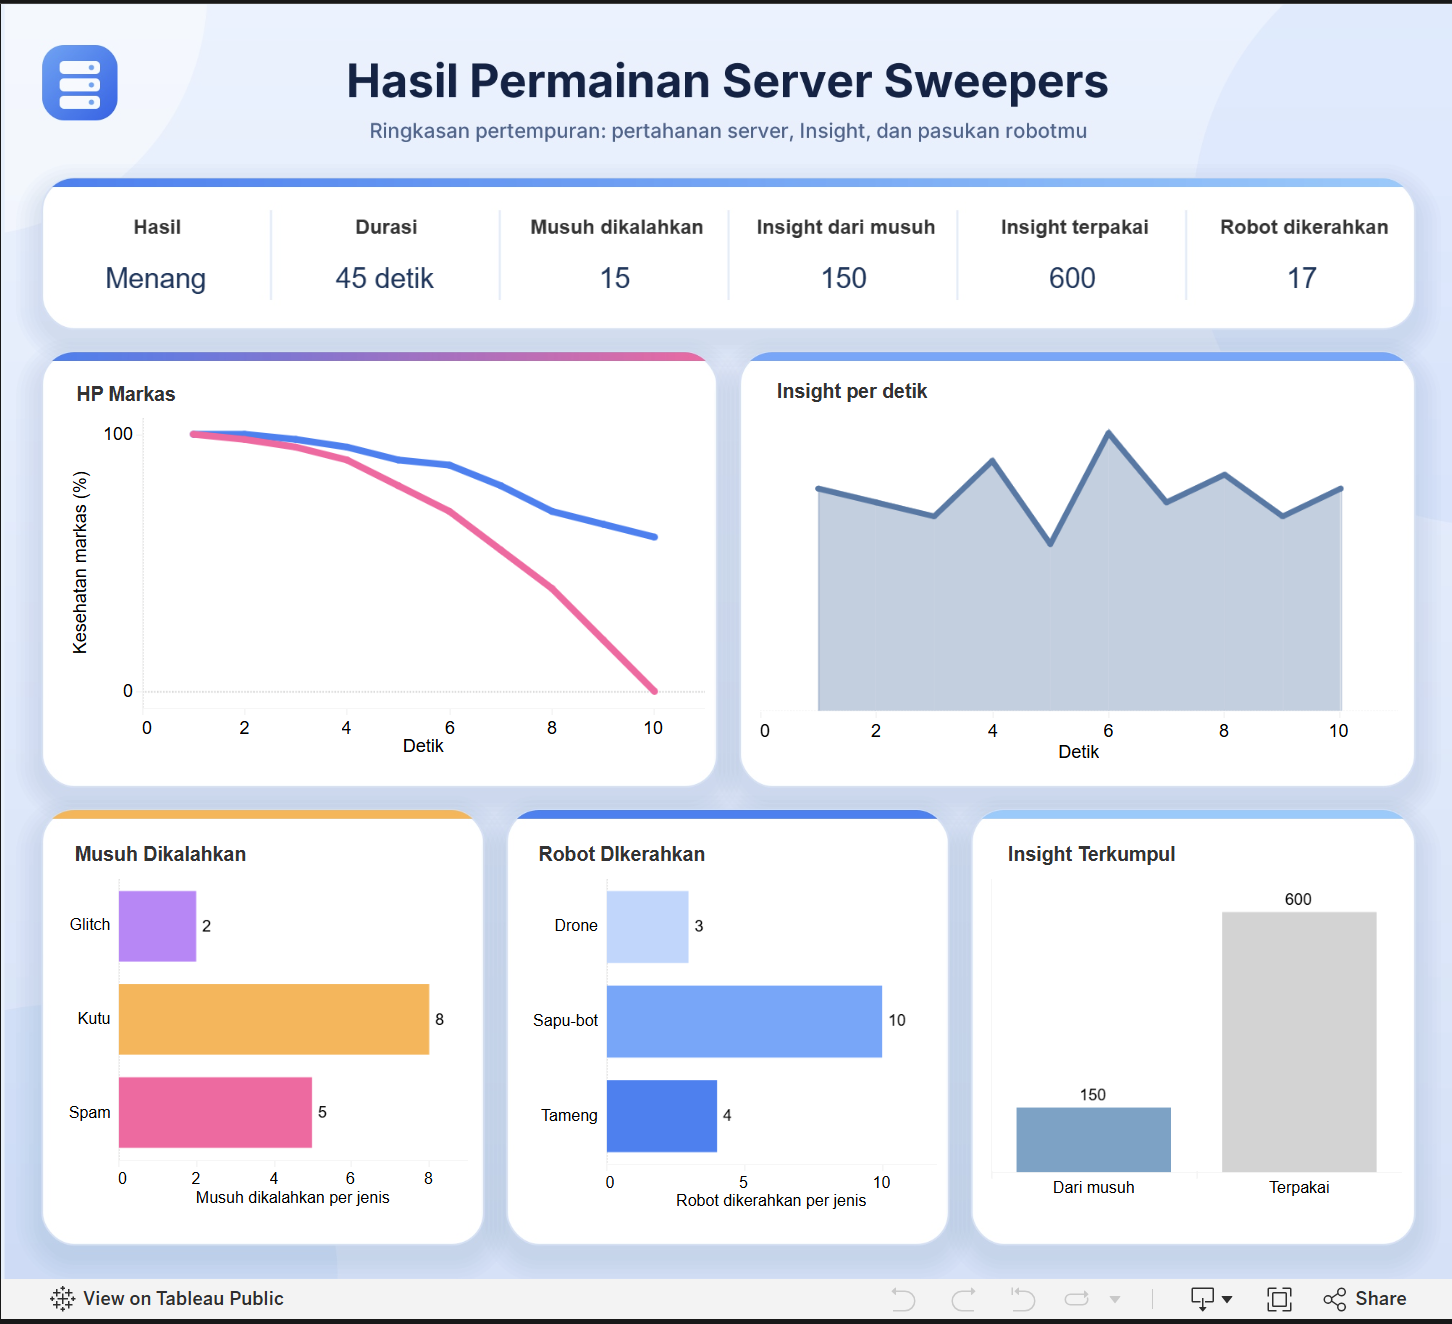 Hasil Permainan Server Sweepers
Ringkasan pertempuran: pertahanan server, Insight, dan pasukan robotmu
Hasil
Menang
Durasi
45 detik
Musuh dikalahkan
15
Insight dari musuh
150
Insight terpakai
600
Robot dikerahkan
17
HP Markas
Kesehatan markas (%)
100
0
0 2 4 6 8 10
Detik
Insight per detik
0 2 4 6 8 10
Detik
Musuh Dikalahkan
Glitch 2
Kutu 8
Spam 5
0 2 4 6 8
Musuh dikalahkan per jenis
Robot DIkerahkan
Drone 3
Sapu-bot 10
Tameng 4
0 5 10
Robot dikerahkan per jenis
Insight Terkumpul
600
150
Dari musuh Terpakai
View on Tableau Public
Share